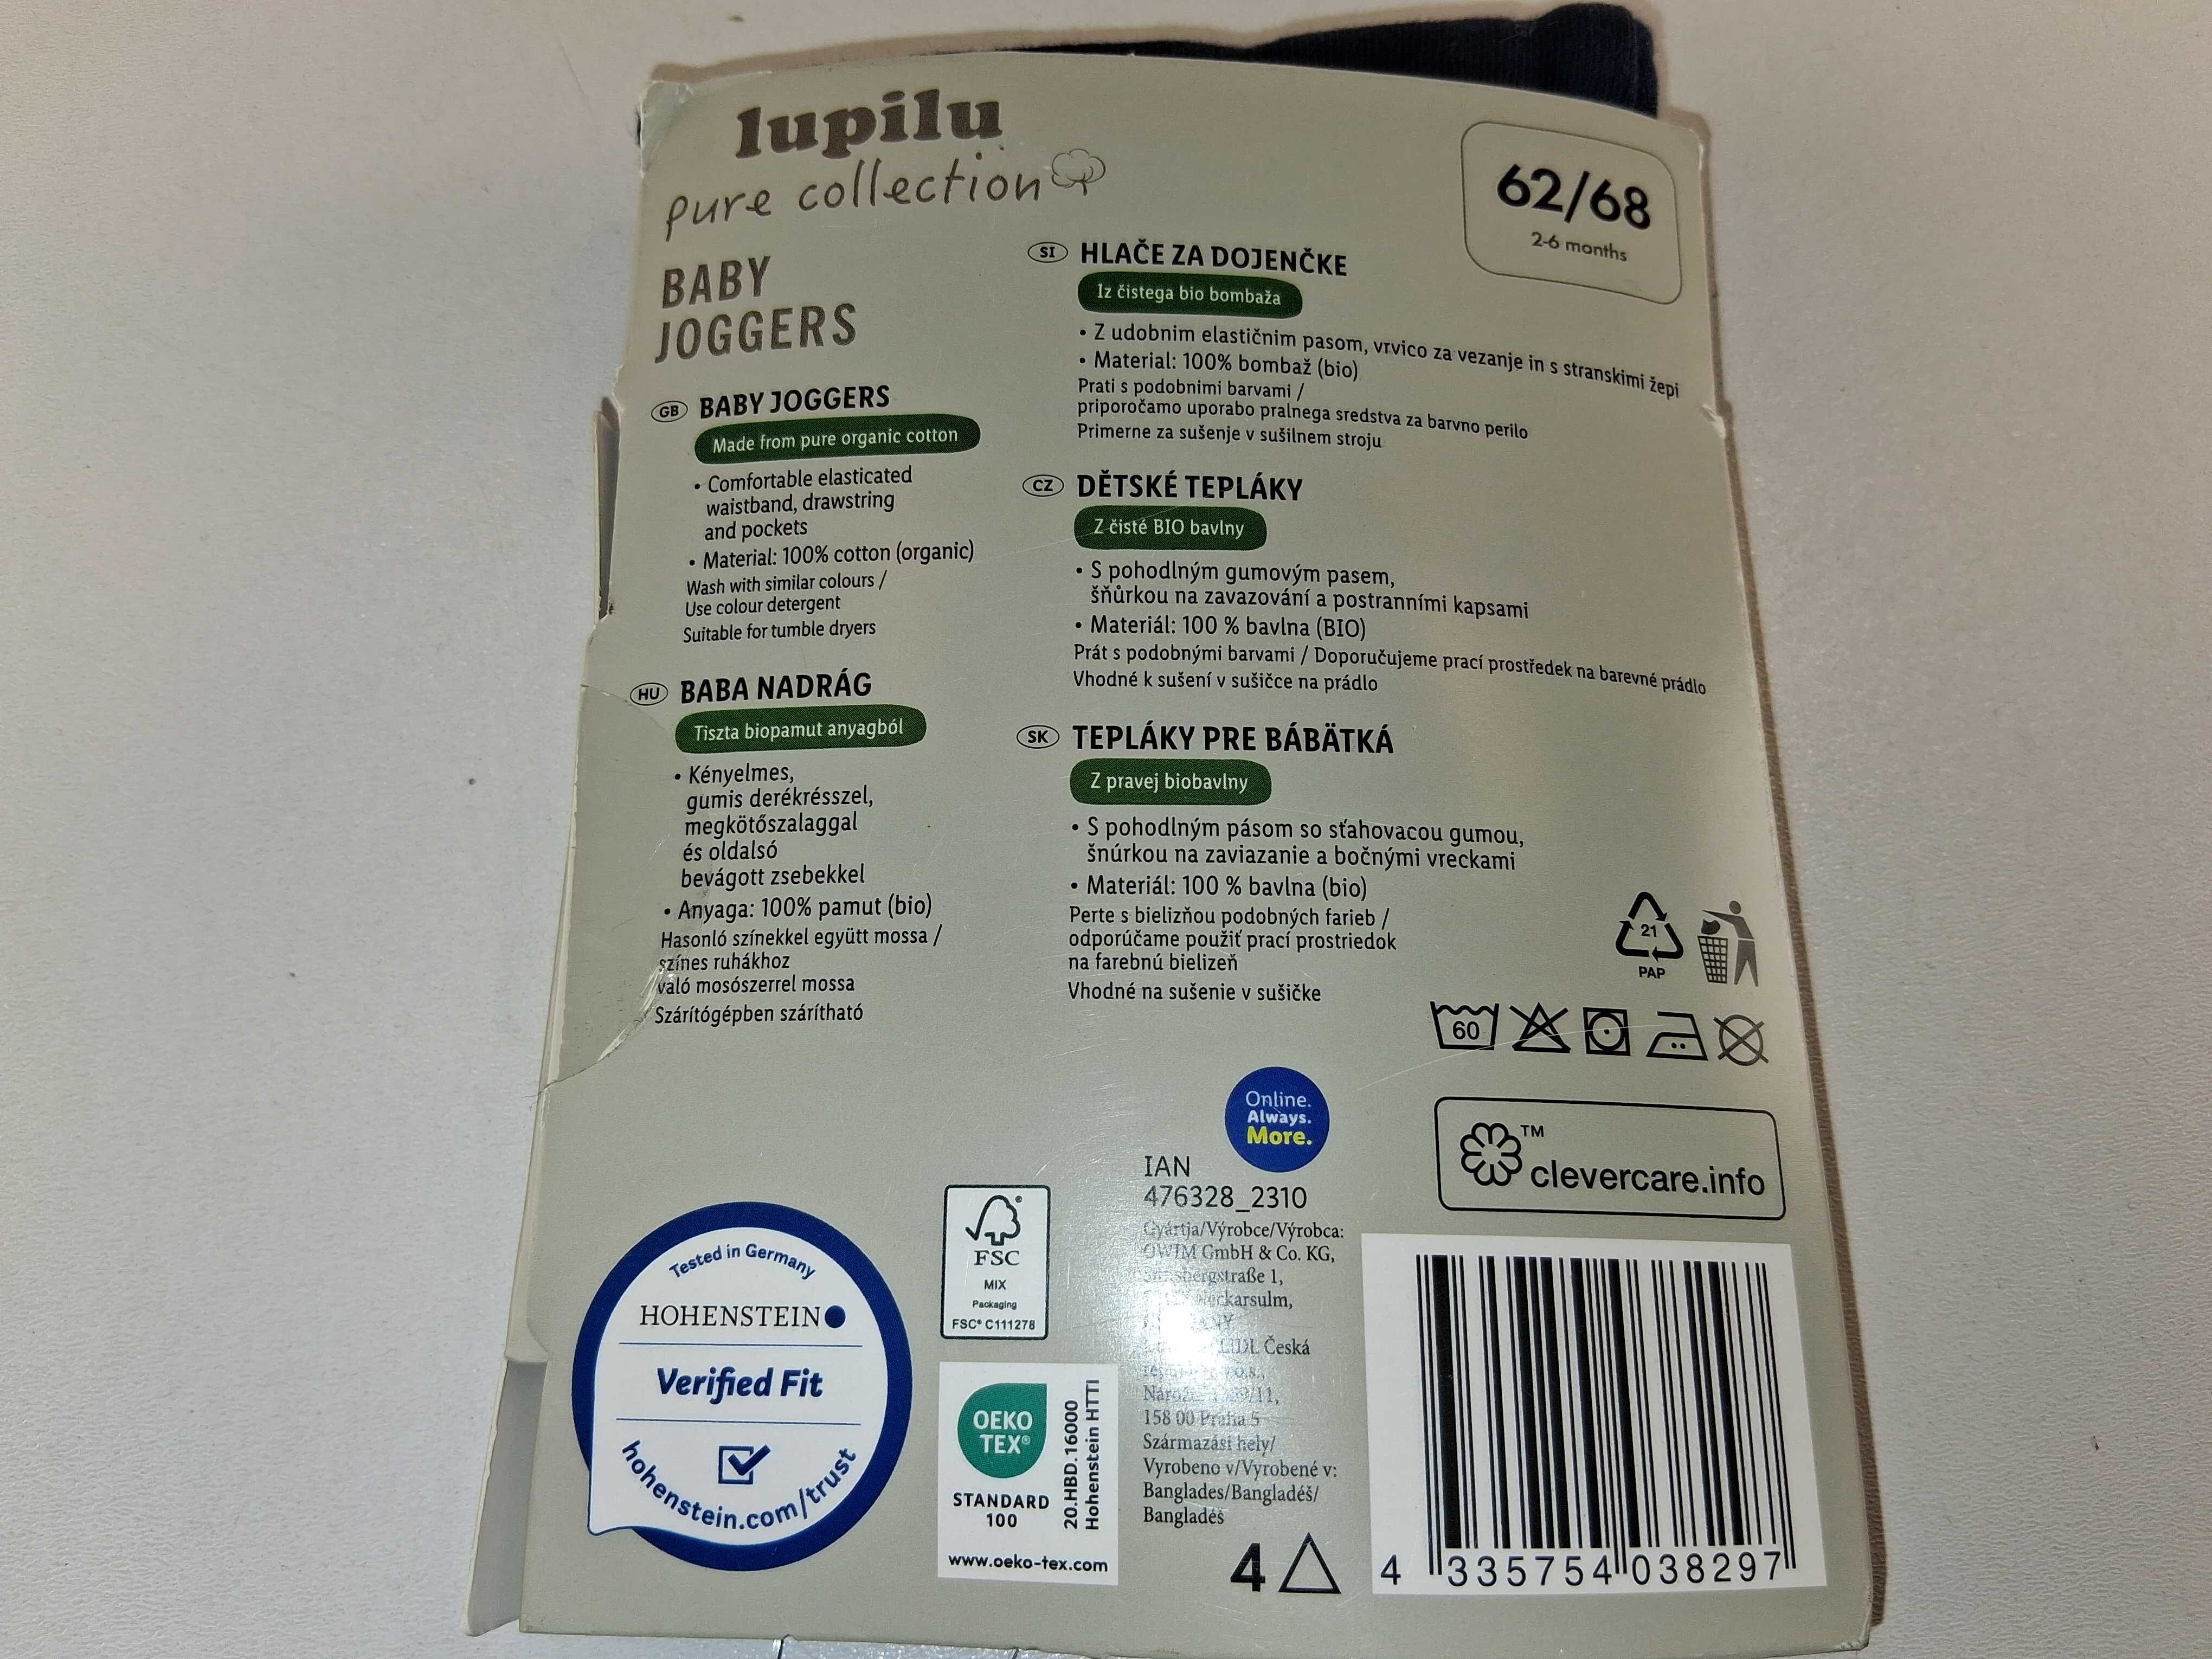 lupilu
pure collection
62/68
2-6 months
BABY
JOGGERS
GB BABY JOGGERS
Made from pure organic cotton
• Comfortable elasticated
waistband, drawstring
and pockets
• Material: 100% cotton (organic)
Wash with similar colours /
Use colour detergent
Suitable for tumble dryers
HU BABA NADRÁG
Tiszta biopamut anyagból
• Kényelmes,
gumis derékrésszel,
megkötőszalaggal
és oldalsó
bevágott zsebekkel
• Anyaga: 100% pamut (bio)
Hasonló színekkel együtt mossa /
színes ruhákhoz
való mosószerrel mossa
Szárítógépben szárítható
SI HLAČE ZA DOJENČKE
Iz čistega bio bombaža
• Z udobnim elastičnim pasom, vrvico za vezanje in s stranskimi žepi
• Material: 100% bombaž (bio)
Prati s podobnimi barvami /
priporočamo uporabo pralnega sredstva za barvno perilo
Primerne za sušenje v sušilnem stroju
CZ DĚTSKÉ TEPLÁKY
Z čisté BIO bavlny
• S pohodlným gumovým pasem,
šňůrkou na zavazování a postranními kapsami
• Materiál: 100 % bavlna (BIO)
Prát s podobnými barvami / Doporučujeme prací prostředek na barevné prádlo
Vhodné k sušení v sušičce na prádlo
SK TEPLÁKY PRE BÁBÄTKÁ
Z pravej biobavlny
• S pohodlným pásom so sťahovacou gumou,
šnúrkou na zaviazanie a bočnými vreckami
• Materiál: 100 % bavlna (bio)
Perte s bielizňou podobných farieb /
odporúčame použiť prací prostriedok
na farebnú bielizeň
Vhodné na sušenie v sušičke
21
PAP
60
Online.
Always.
More.
TM
clevercare.info
IAN
476328_2310
Gyártja/Výrobce/Výrobca:
OWIM GmbH & Co. KG,
1,
LIDL Česká
158 00 Praha 5
Származási hely/
Vyrobeno v/Vyrobené v:
Banglades/Bangladéš/
Bangladéš
4
Tested in Germany
HOHENSTEIN
Verified Fit
hohenstein.com/trust
FSC
MIX
Packaging
FSC® C111278
OEKO
TEX®
STANDARD
100
20.HBD.16000
Hohenstein HTTI
www.oeko-tex.com
4 335754 038297